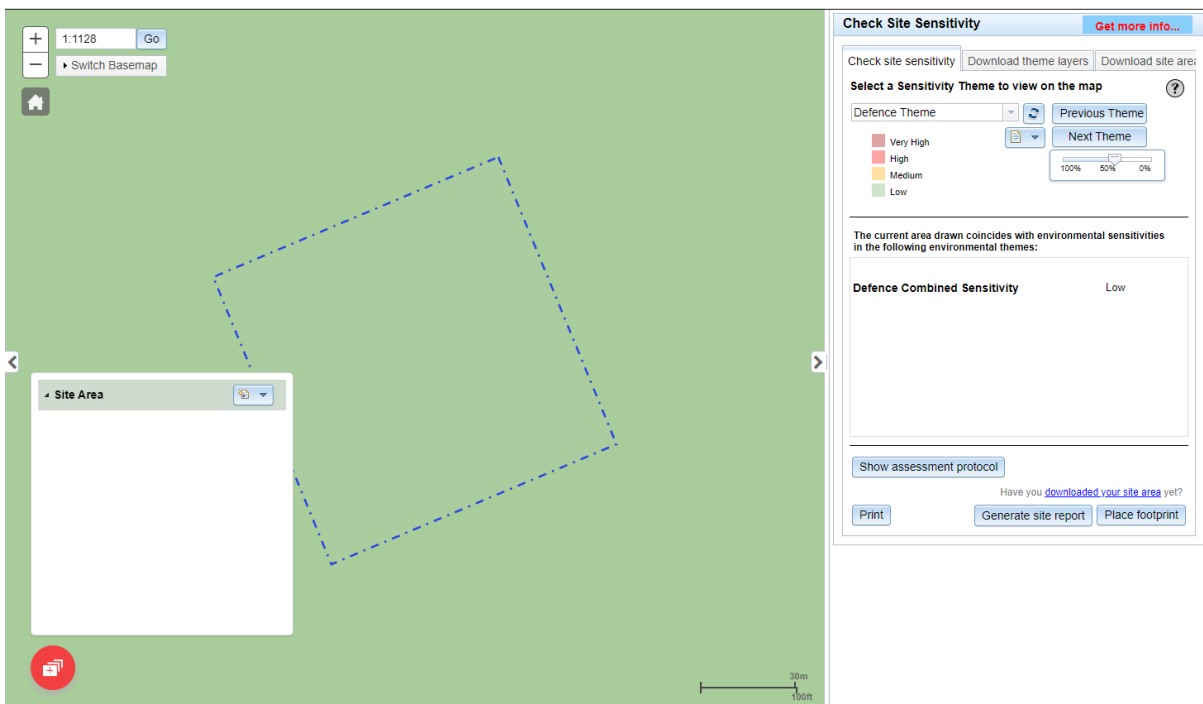 +
1:1128 Go
−
Switch Basemap
Site Area
30m
100ft
Check Site Sensitivity
Get more info...
Check site sensitivity
Download theme layers
Download site area
Select a Sensitivity Theme to view on the map
?
Defence Theme
Previous Theme
Next Theme
Very High
High
Medium
Low
100% 50% 0%
The current area drawn coincides with environmental sensitivities
in the following environmental themes:
Defence Combined Sensitivity Low
Show assessment protocol
Have you downloaded your site area yet?
Print
Generate site report
Place footprint